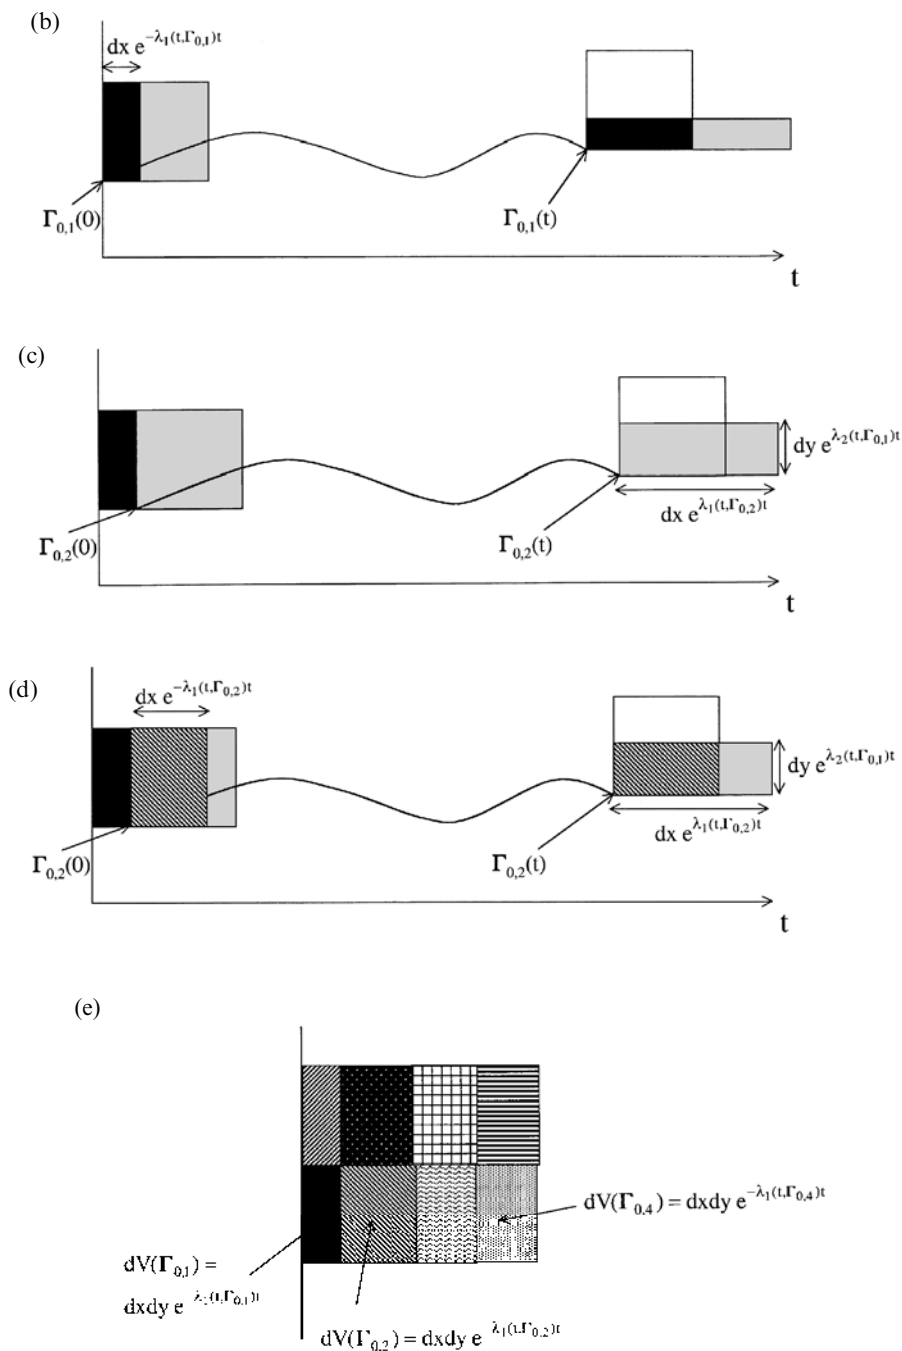 (b)
dx e^{-λ₁(t,Γ₀,₁)t}
Γ₀,₁(0)
Γ₀,₁(t)
t
(c)
dy e^{λ₂(t,Γ₀,₁)t}
dx e^{λ₁(t,Γ₀,₂)t}
Γ₀,₂(0)
Γ₀,₂(t)
t
(d)
dx e^{-λ₁(t,Γ₀,₂)t}
dy e^{λ₂(t,Γ₀,₁)t}
dx e^{λ₁(t,Γ₀,₂)t}
Γ₀,₂(0)
Γ₀,₂(t)
t
(e)
dV(Γ₀,₄) = dxdy e^{-λ₁(t,Γ₀,₄)t}
dV(Γ₀,₁) =
dxdy e^{-λ₁(t,Γ₀,₁)t}
dV(Γ₀,₂) = dxdy e^{-λ₁(t,Γ₀,₂)t}